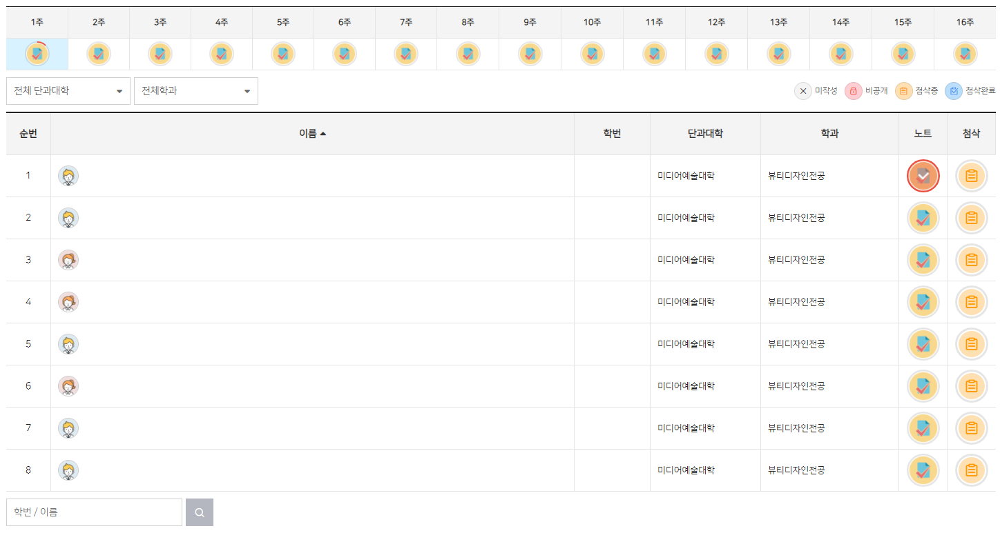 1주 2주 3주 4주 5주 6주 7주 8주 9주 10주 11주 12주 13주 14주 15주 16주
전체 단과대학 전체학과 미작성 비공개 첨삭중 첨삭완료
순번 이름 학번 단과대학 학과 노트 첨삭
1 미디어예술대학 뷰티디자인전공
2 미디어예술대학 뷰티디자인전공
3 미디어예술대학 뷰티디자인전공
4 미디어예술대학 뷰티디자인전공
5 미디어예술대학 뷰티디자인전공
6 미디어예술대학 뷰티디자인전공
7 미디어예술대학 뷰티디자인전공
8 미디어예술대학 뷰티디자인전공
학번 / 이름